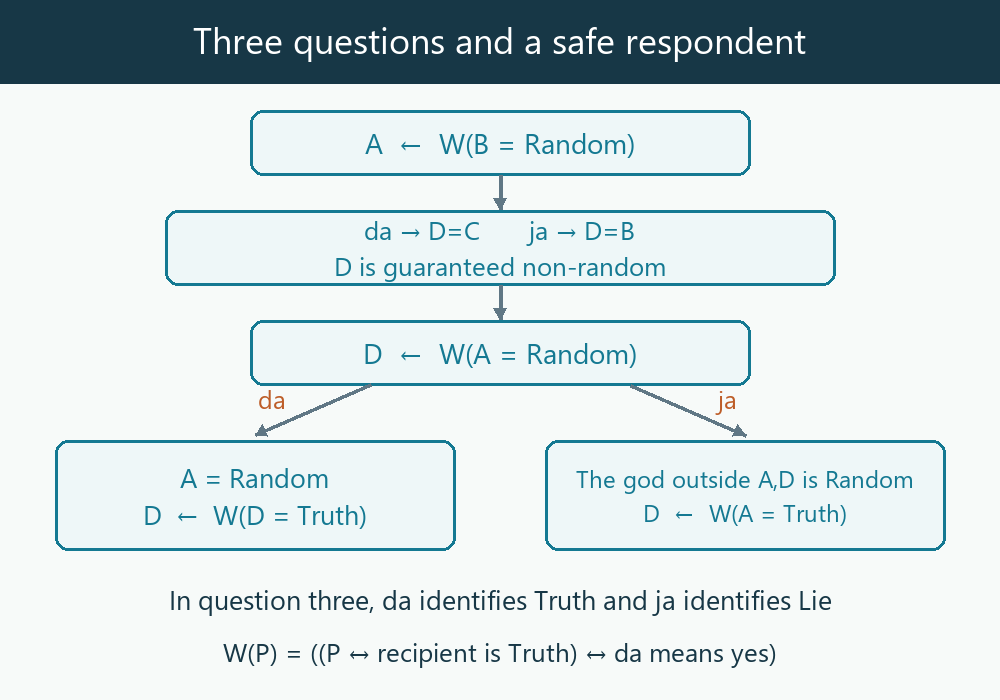 Three questions and a safe respondent
A ← W(B = Random)
da → D=C ja → D=B
D is guaranteed non-random
D ← W(A = Random)
da
ja
A = Random
D ← W(D = Truth)
The god outside A,D is Random
D ← W(A = Truth)
In question three, da identifies Truth and ja identifies Lie
W(P) = ((P ↔ recipient is Truth) ↔ da means yes)